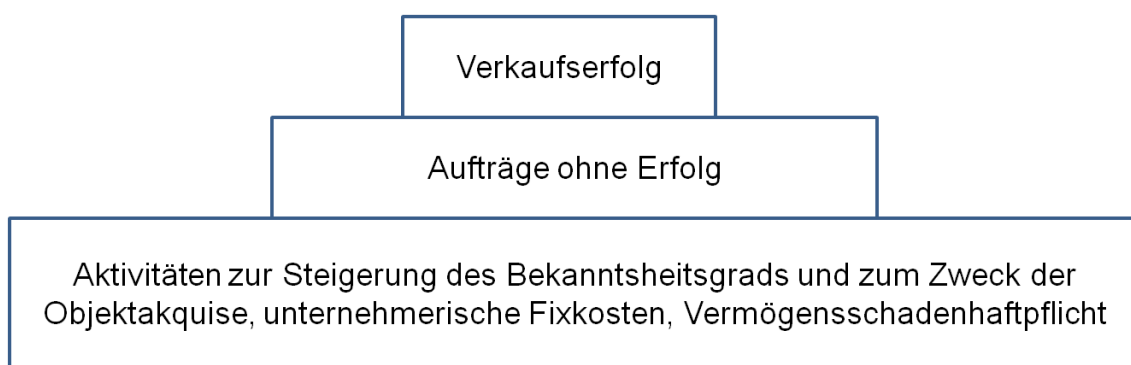 Verkaufserfolg
Aufträge ohne Erfolg
Aktivitäten zur Steigerung des Bekanntsheitsgrads und zum Zweck der
Objektakquise, unternehmerische Fixkosten, Vermögensschadenhaftpflicht